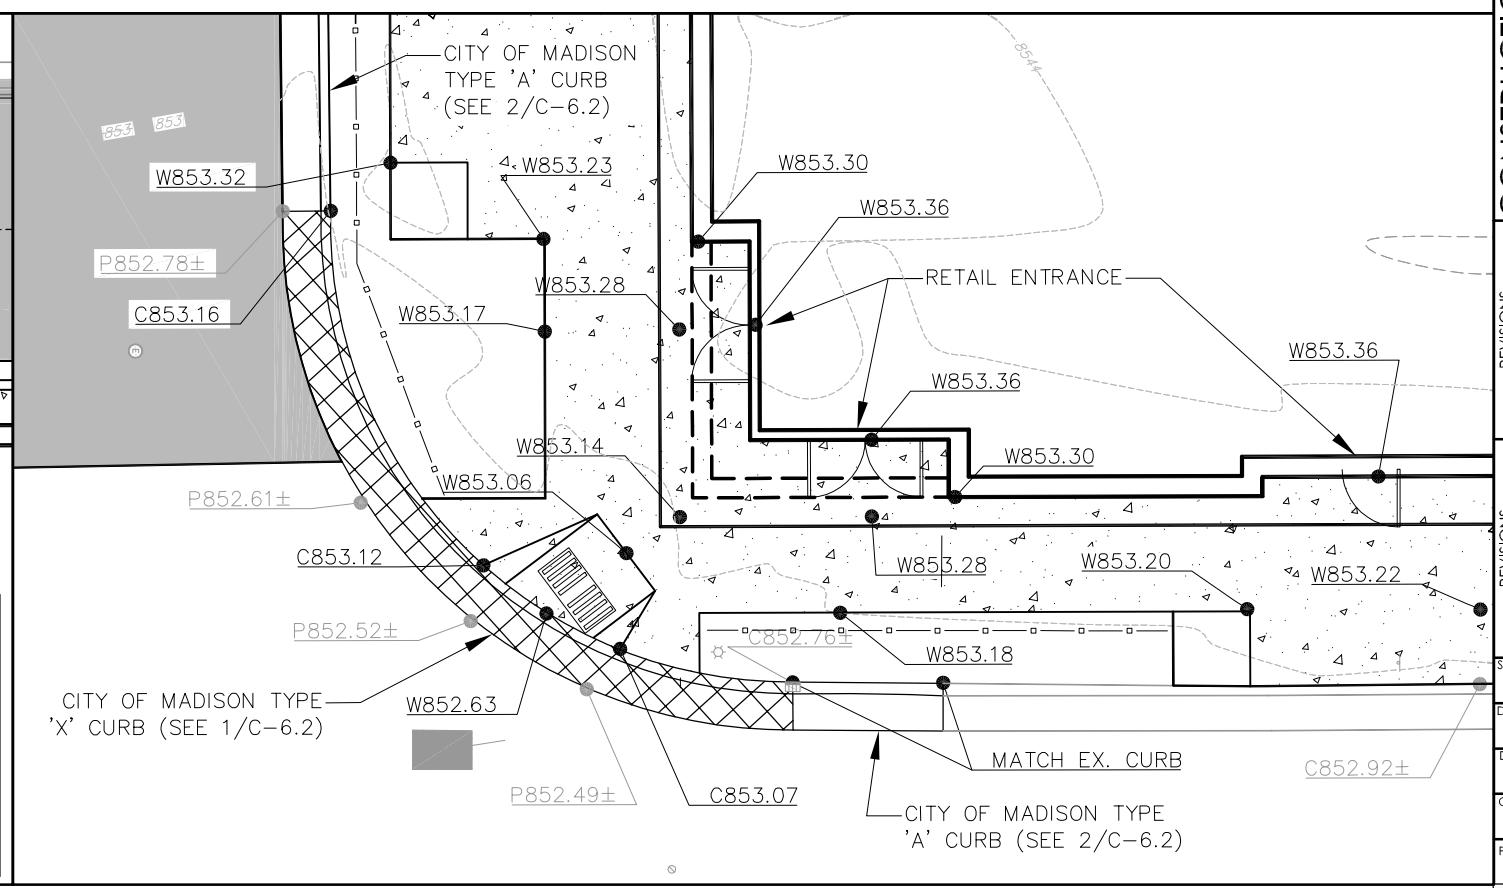 CITY OF MADISON
TYPE 'A' CURB
(SEE 2/C-6.2)
8544
853
853
W853.32
W853.23
W853.30
W853.36
P852.78±
C853.16
W853.28
W853.17
RETAIL ENTRANCE
W853.36
W853.36
E
W853.14
W853.06
W853.30
P852.61±
C853.12
W853.28
W853.20
W853.22
P852.52±
C852.76±
W853.18
CITY OF MADISON TYPE
'X' CURB (SEE 1/C-6.2)
W852.63
MATCH EX. CURB
C852.92±
P852.49±
C853.07
CITY OF MADISON TYPE
'A' CURB (SEE 2/C-6.2)